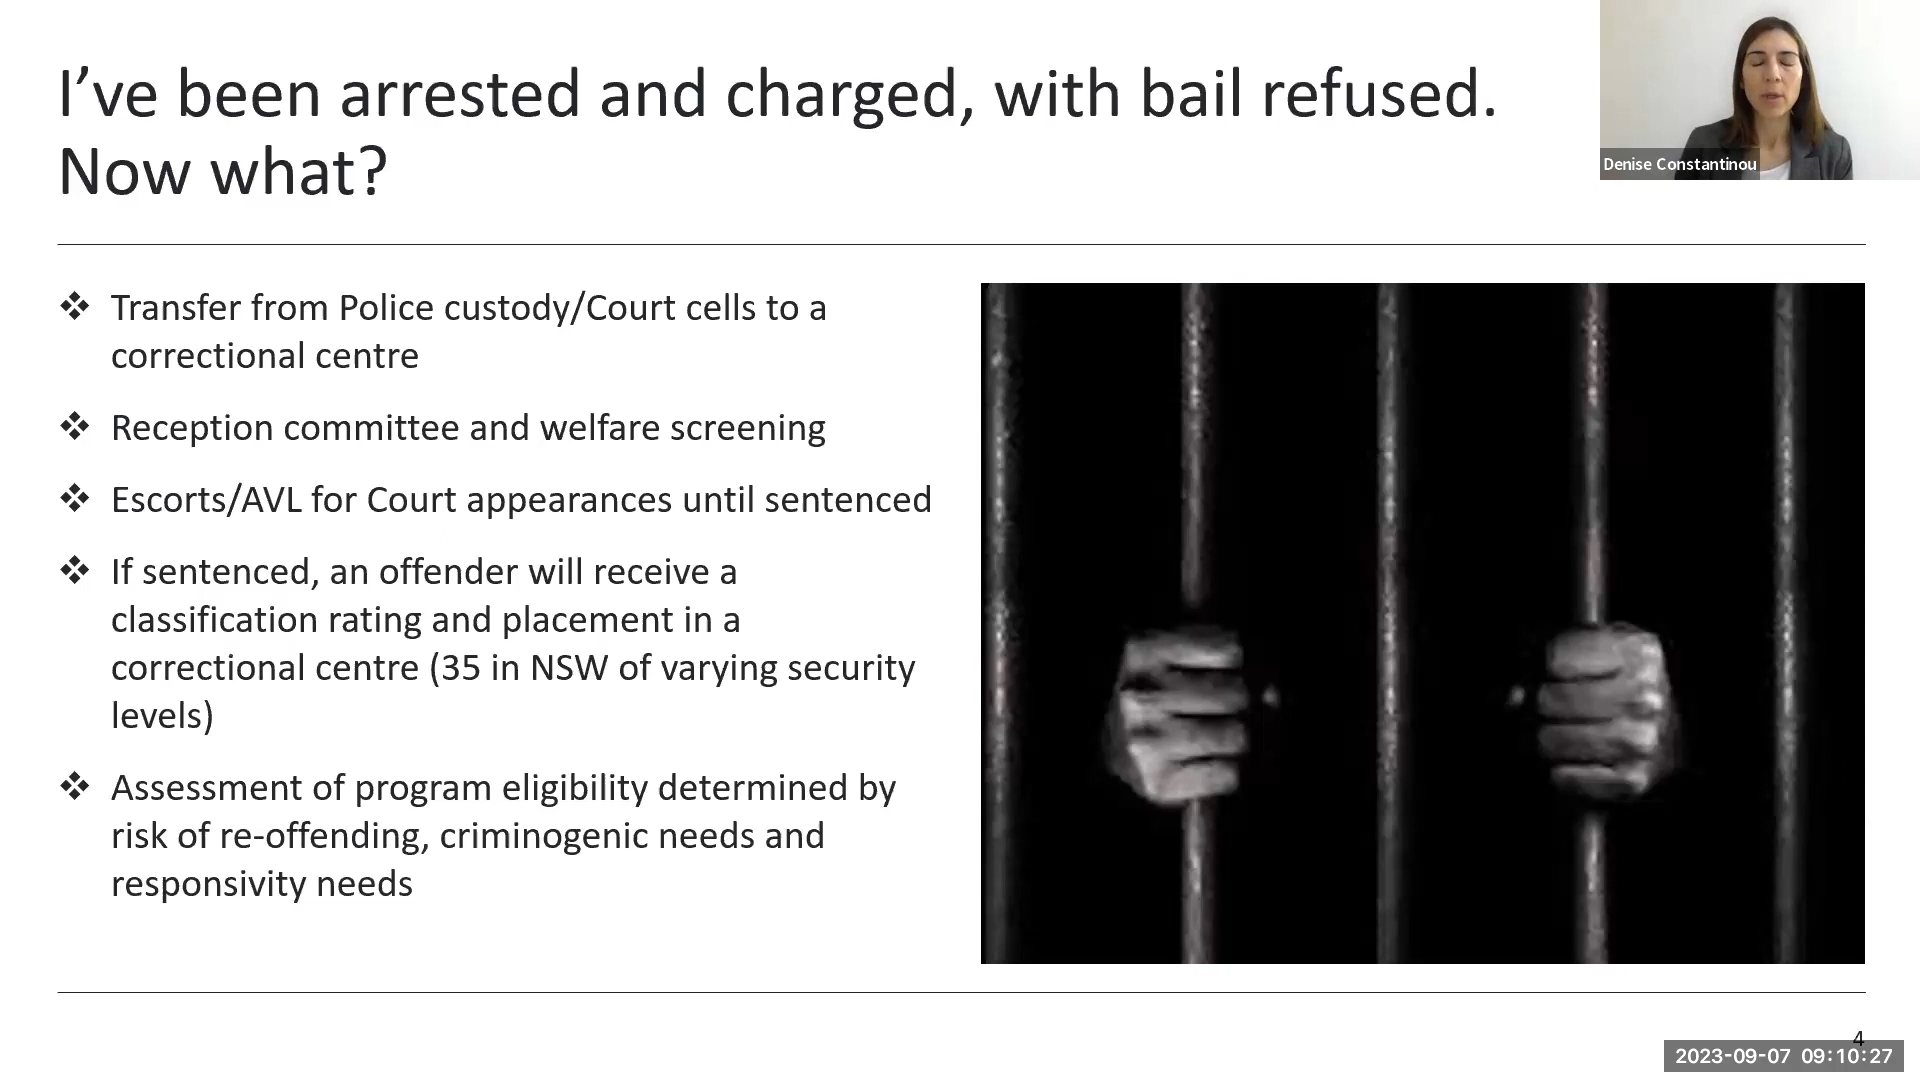 I’ve been arrested and charged, with bail refused.
Now what?
Denise Constantinou
❖ Transfer from Police custody/Court cells to a
correctional centre
❖ Reception committee and welfare screening
❖ Escorts/AVL for Court appearances until sentenced
❖ If sentenced, an offender will receive a
classification rating and placement in a
correctional centre (35 in NSW of varying security
levels)
❖ Assessment of program eligibility determined by
risk of re-offending, criminogenic needs and
responsivity needs
4
2023-09-07 09:10:27